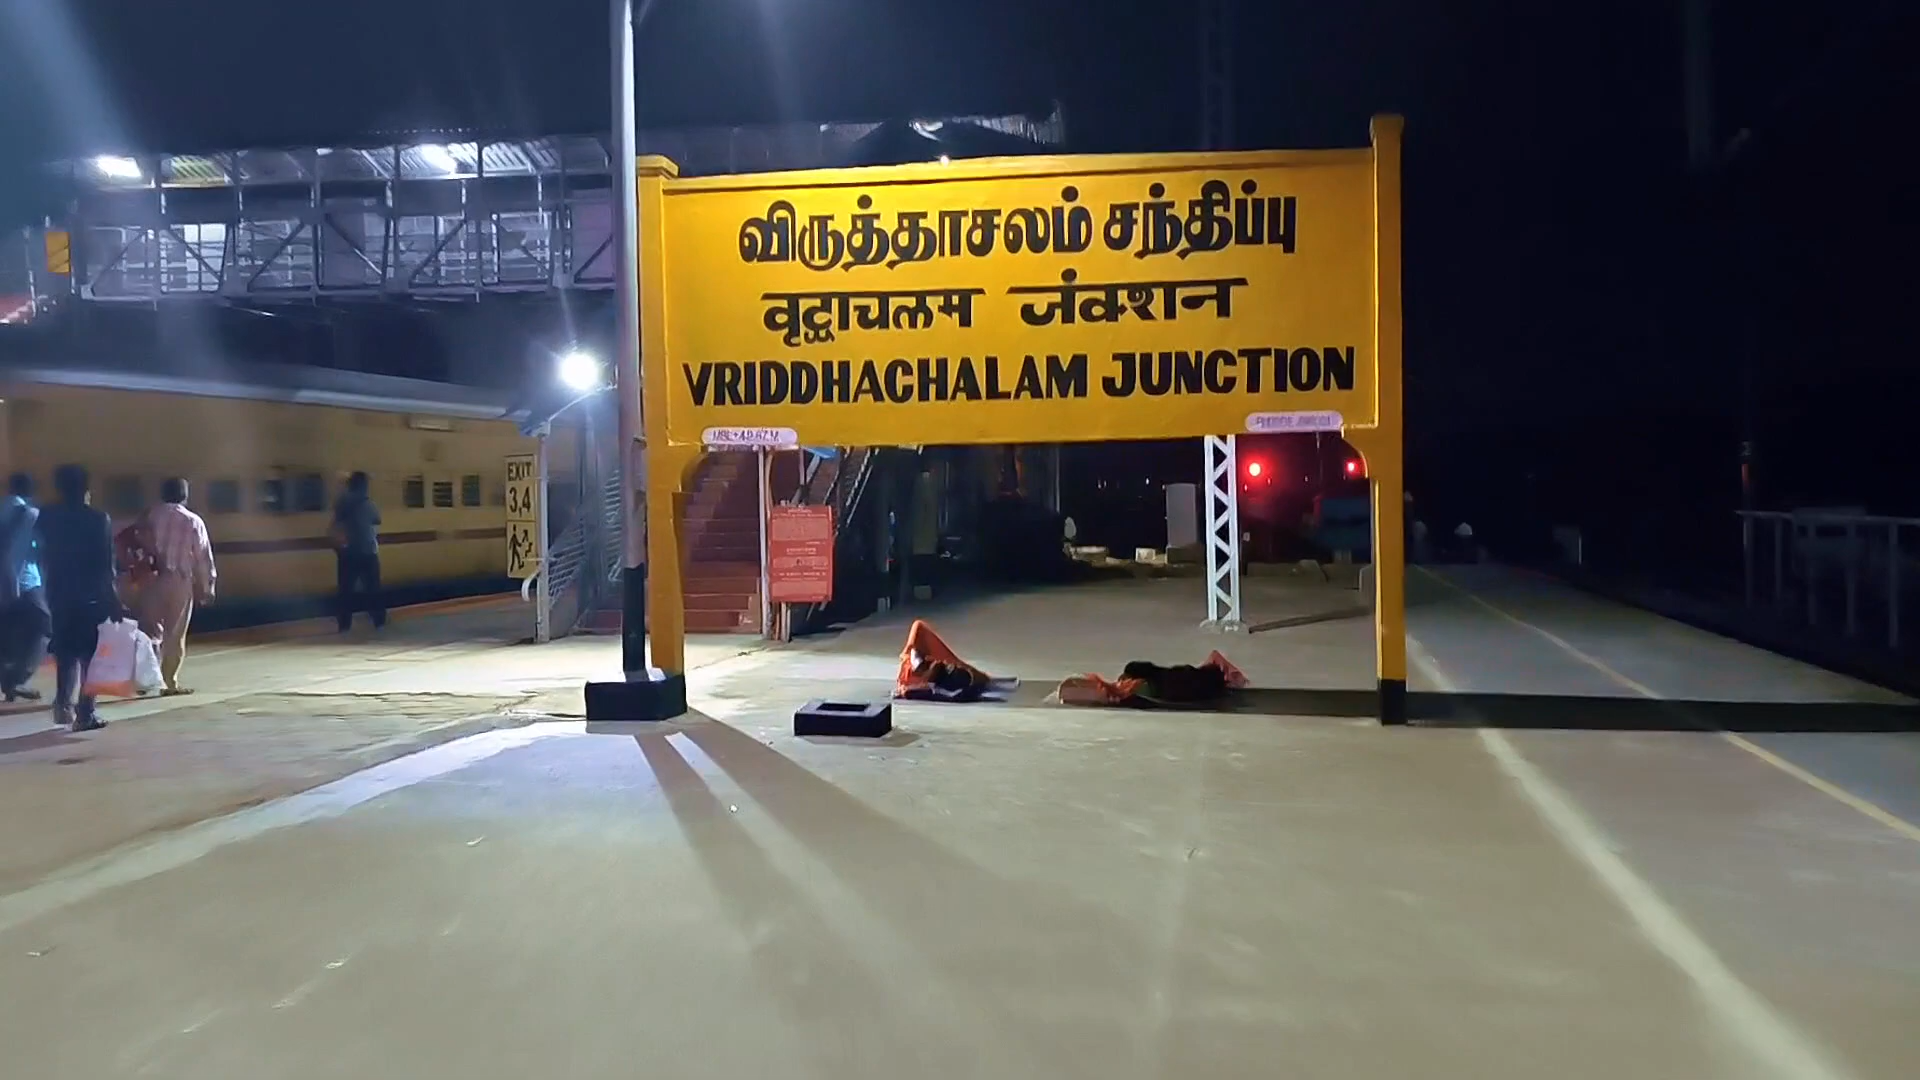 விருத்தாசலம் சந்திப்பு
वृद्धाचलम जंक्शन
VRIDDHACHALAM JUNCTION
EXIT
3,4